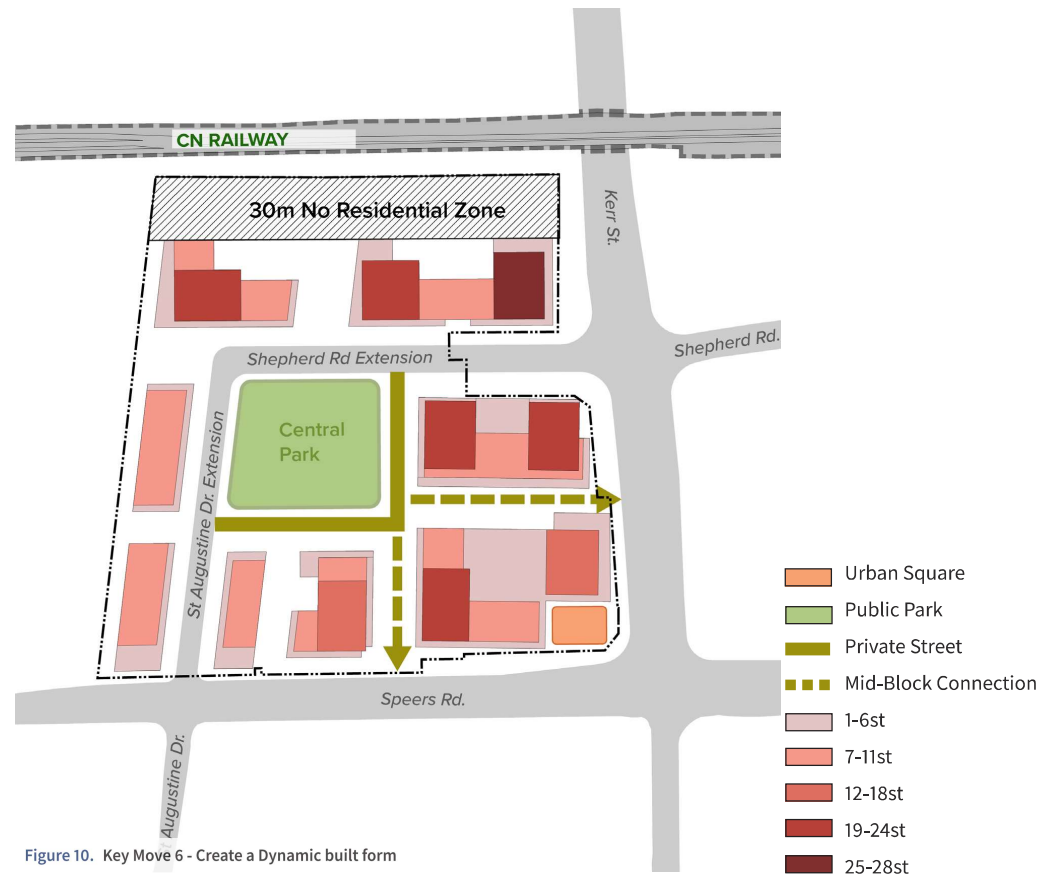 CN RAILWAY
30m No Residential Zone
Kerr St.
Shepherd Rd.
Shepherd Rd Extension
Central
Park
St Augustine Dr. Extension
Speers Rd.
St Augustine Dr.
Urban Square
Public Park
Private Street
Mid-Block Connection
1-6st
7-11st
12-18st
19-24st
25-28st
Figure 10. Key Move 6 - Create a Dynamic built form